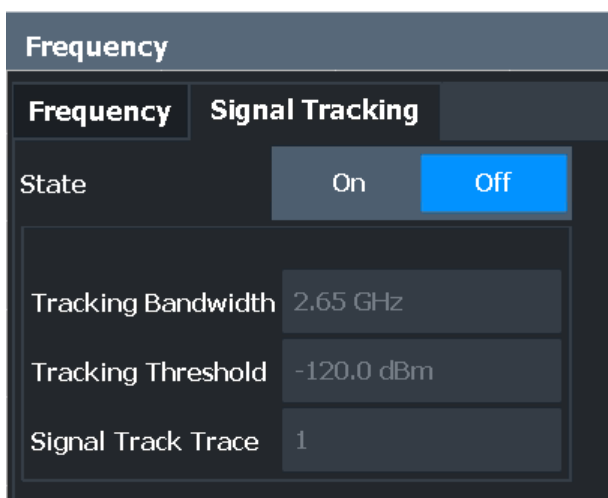 Frequency
Frequency Signal Tracking
State On Off
Tracking Bandwidth 2.65 GHz
Tracking Threshold -120.0 dBm
Signal Track Trace 1